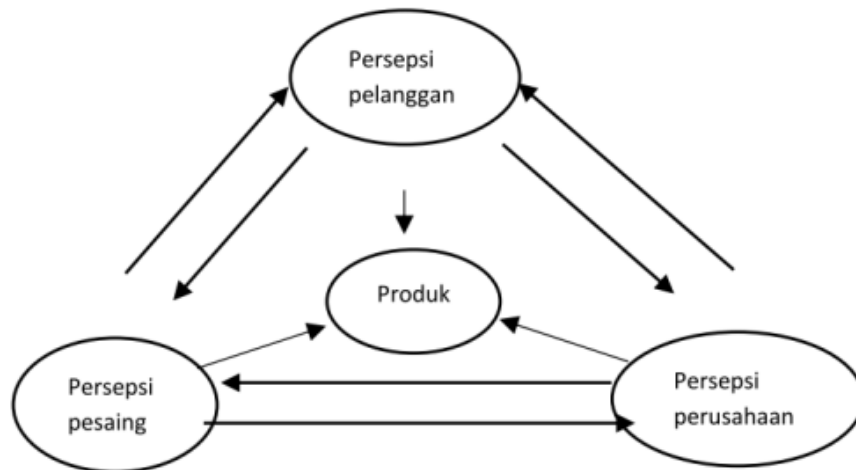 Persepsi
pelanggan
Produk
Persepsi
pesaing
Persepsi
perusahaan